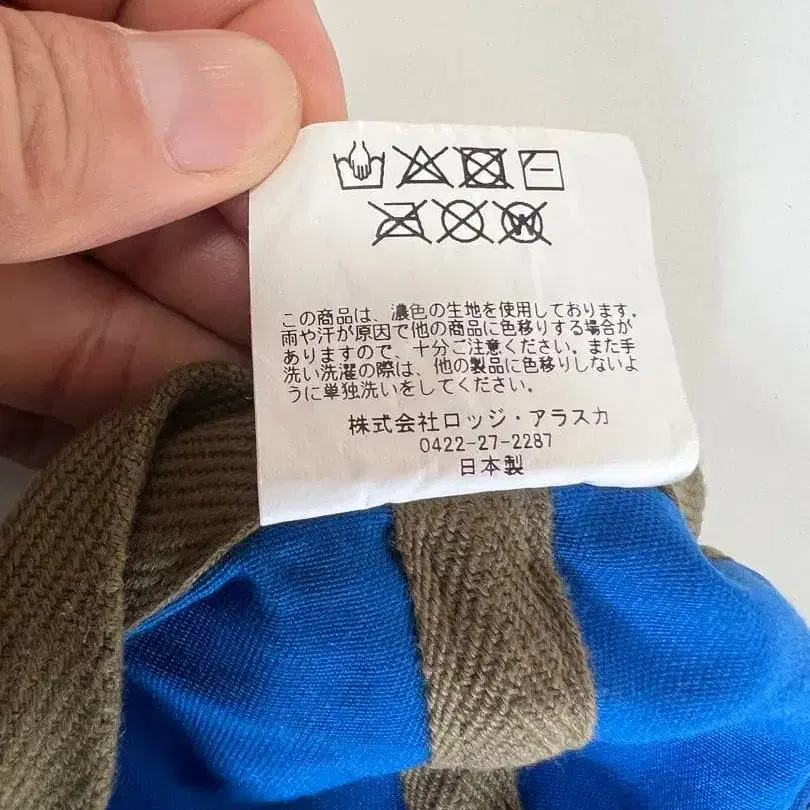 この商品は、濃色の生地を使用しております。
雨や汗が原因で他の商品に色移りする場合が
ありますので、十分ご注意ください。また手
洗い洗濯の際は、他の製品に色移りしないよ
うに単独洗いをしてください。
株式会社ロッジ・アラスカ
0422-27-2287
日本製